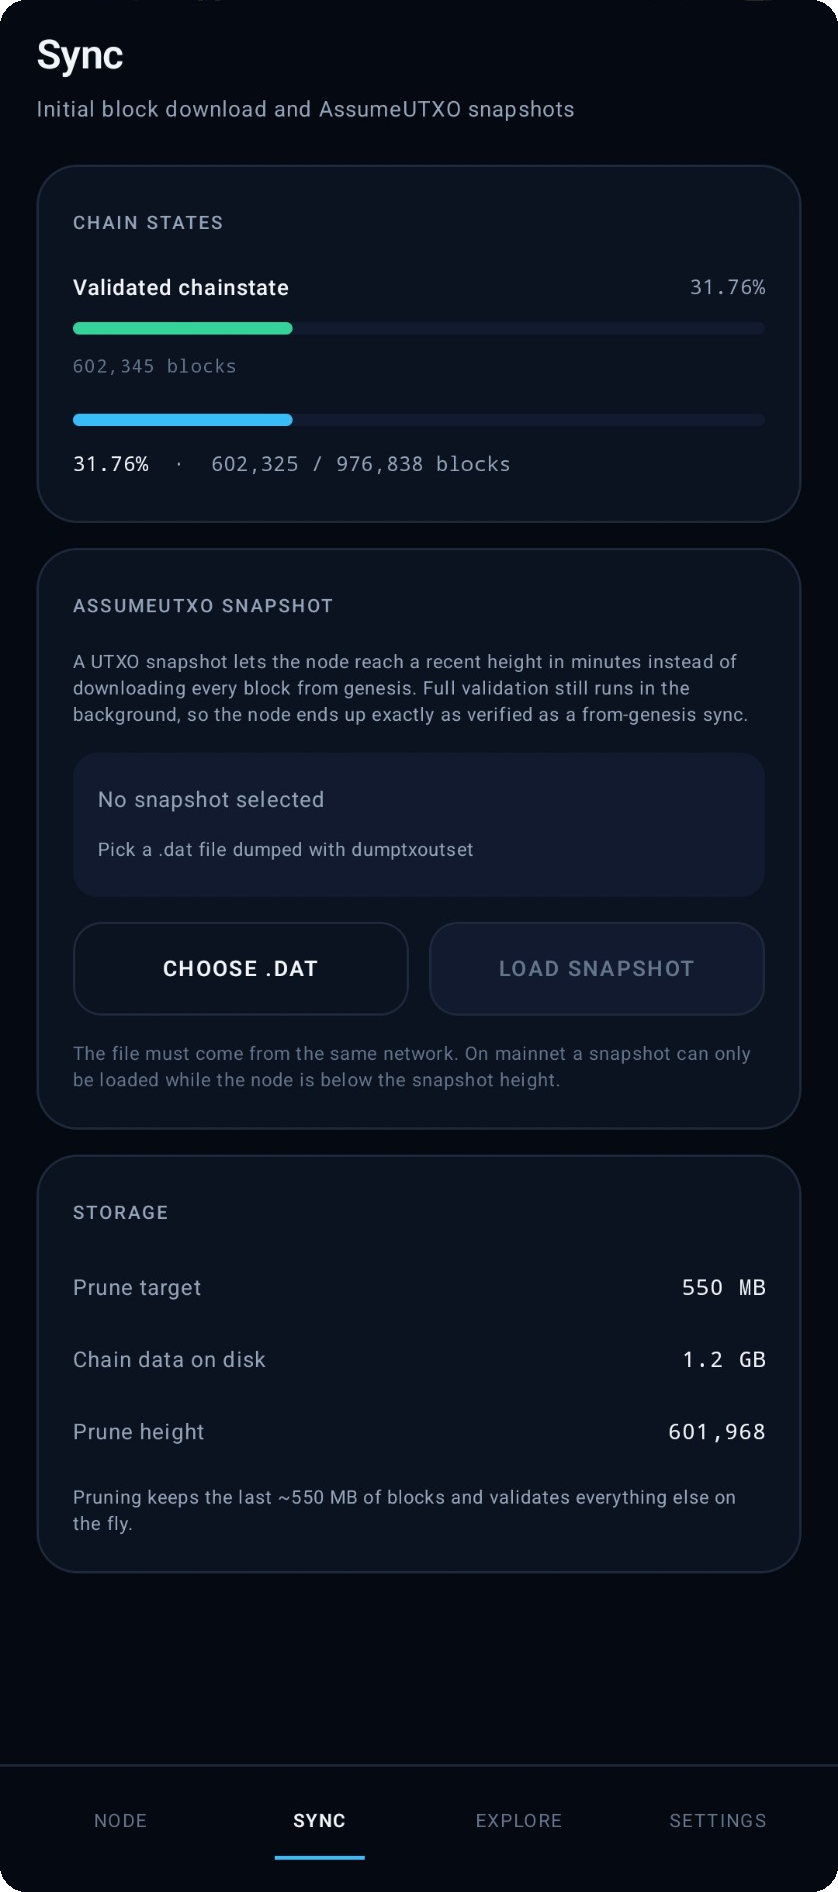 Sync
Initial block download and AssumeUTXO snapshots
CHAIN STATES
Validated chainstate 31.76%
602,345 blocks
31.76% · 602,325 / 976,838 blocks
ASSUMEUTXO SNAPSHOT
A UTXO snapshot lets the node reach a recent height in minutes instead of
downloading every block from genesis. Full validation still runs in the
background, so the node ends up exactly as verified as a from-genesis sync.
No snapshot selected
Pick a .dat file dumped with dumptxoutset
CHOOSE .DAT LOAD SNAPSHOT
The file must come from the same network. On mainnet a snapshot can only
be loaded while the node is below the snapshot height.
STORAGE
Prune target 550 MB
Chain data on disk 1.2 GB
Prune height 601,968
Pruning keeps the last ~550 MB of blocks and validates everything else on
the fly.
NODE SYNC EXPLORE SETTINGS